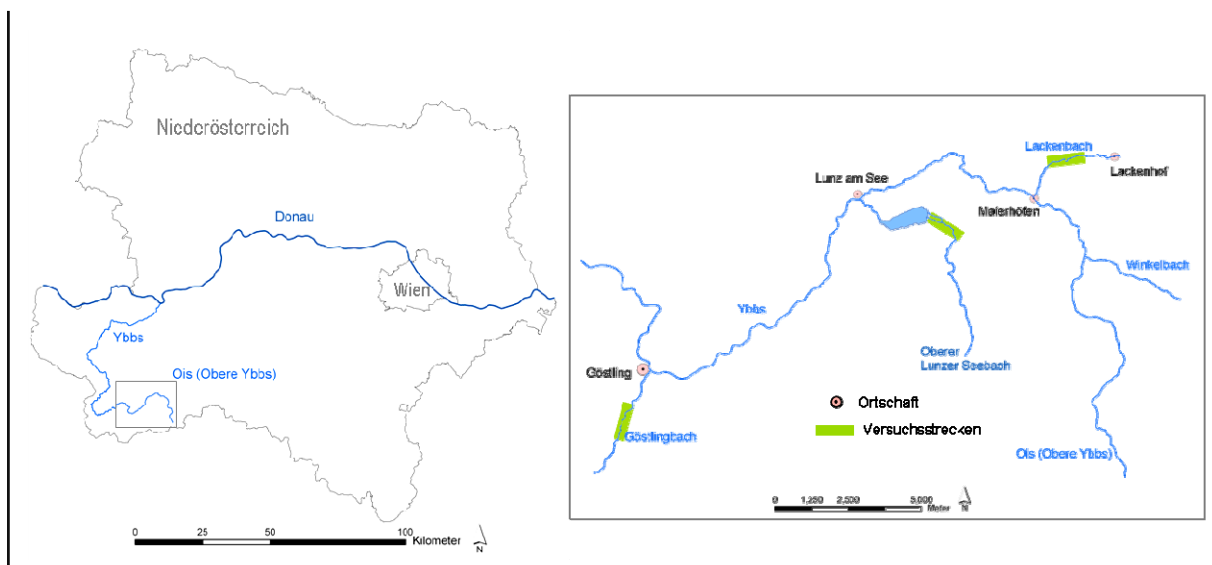 Niederösterreich
Donau
Wien
Ybbs
Ois (Obere Ybbs)
0 25 50 100
Kilometer
N
Lackenbach
Lackenhof
Lunz am See
Maierhöfen
Winkelbach
Ybbs
Oberer
Lunzer Seebach
Göstling
Göstlingbach
Ortschaft
Versuchsstrecken
Ois (Obere Ybbs)
0 1,250 2,500 5,000
Meter
N